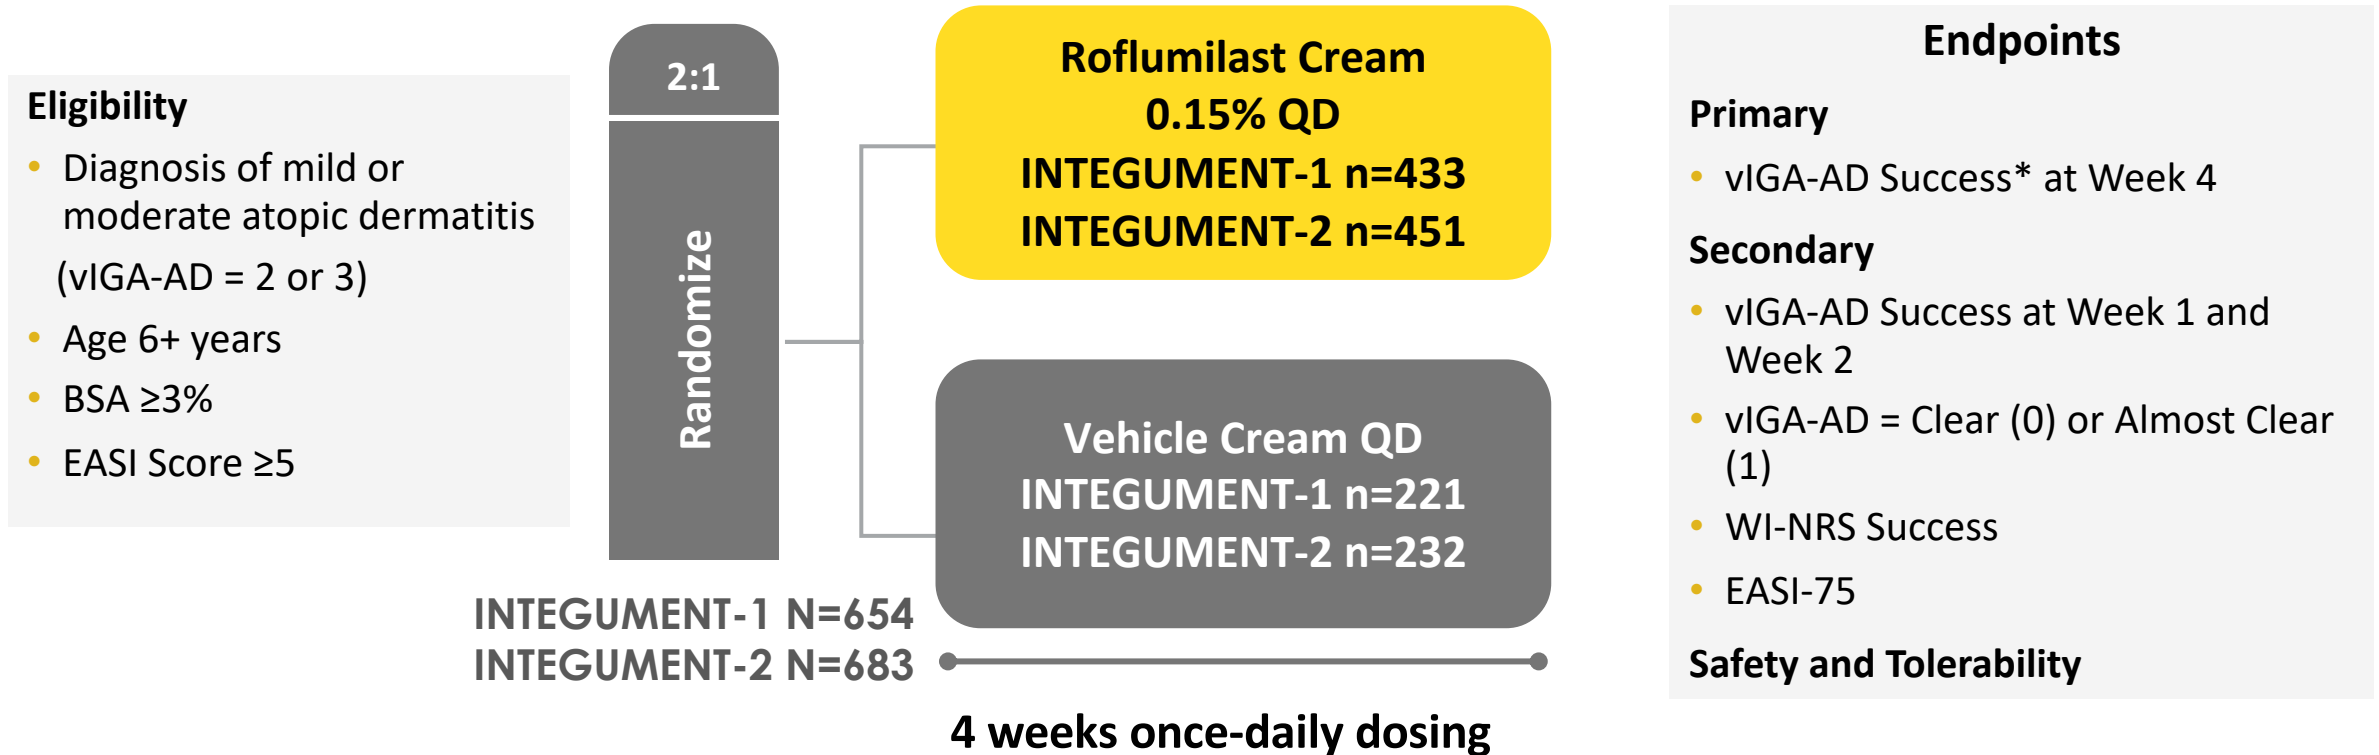 Eligibility
• Diagnosis of mild or
moderate atopic dermatitis
(vIGA-AD = 2 or 3)
• Age 6+ years
• BSA ≥3%
• EASI Score ≥5
2:1
Randomize
INTEGUMENT-1 N=654
INTEGUMENT-2 N=683
Roflumilast Cream
0.15% QD
INTEGUMENT-1 n=433
INTEGUMENT-2 n=451
Vehicle Cream QD
INTEGUMENT-1 n=221
INTEGUMENT-2 n=232
4 weeks once-daily dosing
Endpoints
Primary
• vIGA-AD Success* at Week 4
Secondary
• vIGA-AD Success at Week 1 and
Week 2
• vIGA-AD = Clear (0) or Almost Clear
(1)
• WI-NRS Success
• EASI-75
Safety and Tolerability